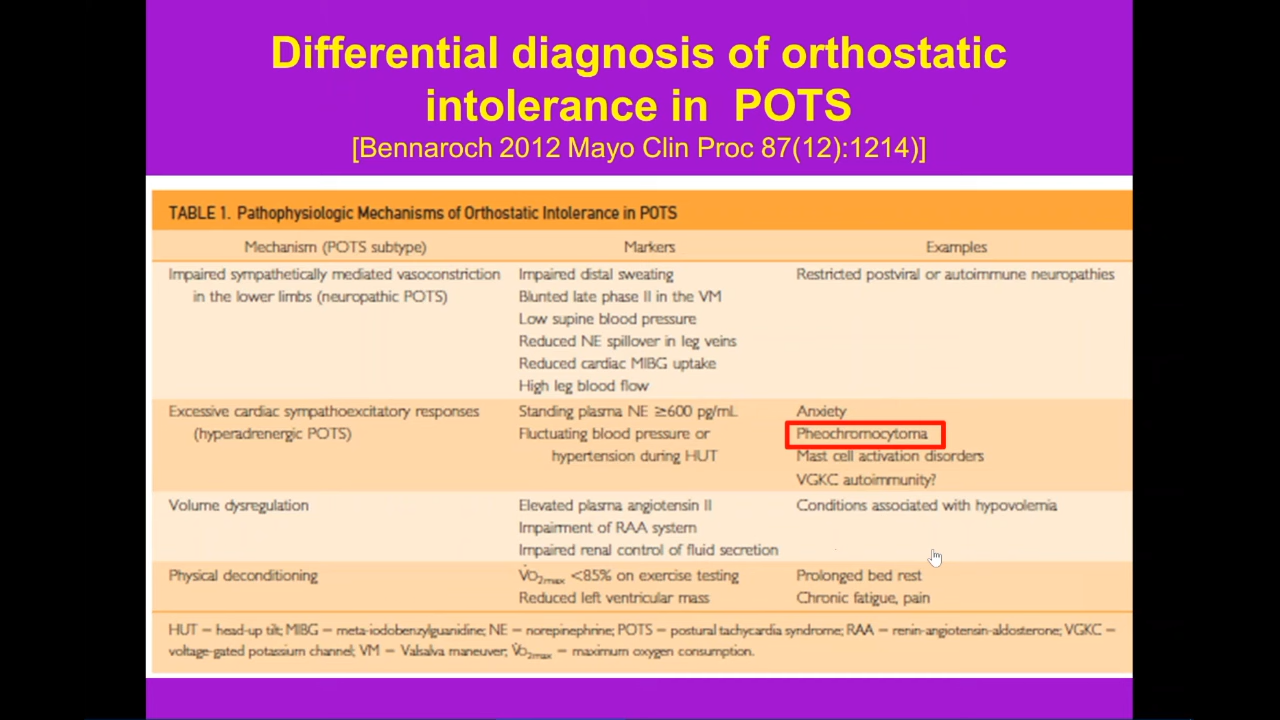 Differential diagnosis of orthostatic
intolerance in POTS
[Bennaroch 2012 Mayo Clin Proc 87(12):1214)]
TABLE 1. Pathophysiologic Mechanisms of Orthostatic Intolerance in POTS
Mechanism (POTS subtype) Markers Examples
Impaired sympathetically mediated vasoconstriction Impaired distal sweating Restricted postviral or autoimmune neuropathies
in the lower limbs (neuropathic POTS) Blunted late phase II in the VM
Low supine blood pressure
Reduced NE spillover in leg veins
Reduced cardiac MIBG uptake
High leg blood flow
Excessive cardiac sympathoexcitatory responses Standing plasma NE ≥600 pg/mL Anxiety
(hyperadrenergic POTS) Fluctuating blood pressure or Pheochromocytoma
hypertension during HUT Mast cell activation disorders
VGKC autoimmunity?
Volume dysregulation Elevated plasma angiotensin II Conditions associated with hypovolemia
Impairment of RAA system
Impaired renal control of fluid secretion
Physical deconditioning V̇O2max <85% on exercise testing Prolonged bed rest
Reduced left ventricular mass Chronic fatigue, pain
HUT = head-up tilt; MIBG = meta-iodobenzylguanidine; NE = norepinephrine; POTS = postural tachycardia syndrome; RAA = renin-angiotensin-aldosterone; VGKC =
voltage-gated potassium channel; VM = Valsalva maneuver; V̇O2max = maximum oxygen consumption.